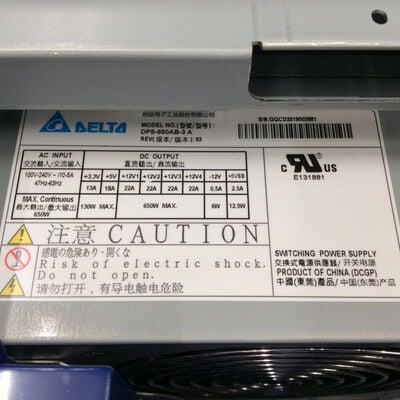 台达电子工业股份有限公司
DELTA
MODEL NO.(型號/型号):
DPS-650AB-3 A
REV(版本/版本): 03
S/N:GQCD2019002681
AC INPUT
交流輸入/交流输入
DC OUTPUT
直流輸出/直流输出
100V-240V ~/10-5A
47Hz-63Hz
+3.3V +5V +12V1 +12V2 +12V3 +12V4 -12V +5VSB
13A 18A 22A 22A 22A 22A 0.5A 2.5A
MAX. Continuous
最大輸出/最大输出
650W
130W MAX. 650W MAX. 6W 12.5W
C UL US
E131881
注意 CAUTION
感電の危険あり・開くな
Risk of electric shock.
Do not open.
请勿打开，有导电触电危险
SWITCHING POWER SUPPLY
交換式電源供應器/开关电源
PRODUCT OF CHINA (DCGP)
中國(東莞)產品/中国(东莞)产品